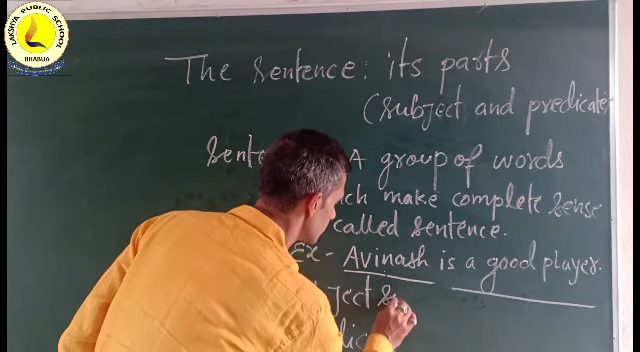 LAKSHYA PUBLIC SCHOOL
BHABUA
The Sentence: its parts
(Subject and predicate
A group of words
make complete sense
called sentence.
Ex - Avinash is a good player.